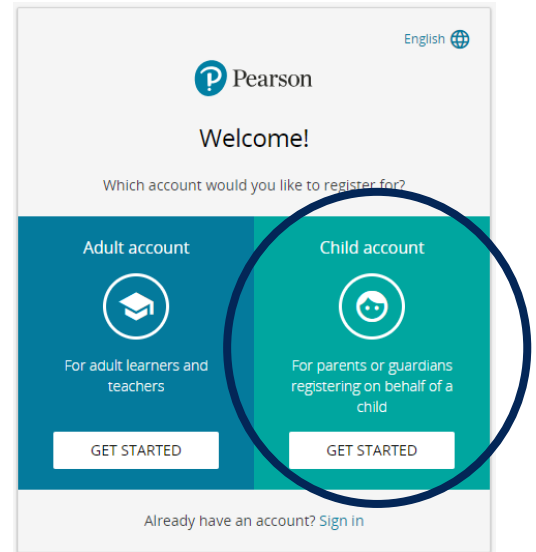 English
Pearson
Welcome!
Which account would you like to register for?
Adult account
For adult learners and
teachers
GET STARTED
Child account
For parents or guardians
registering on behalf of a
child
GET STARTED
Already have an account? Sign in